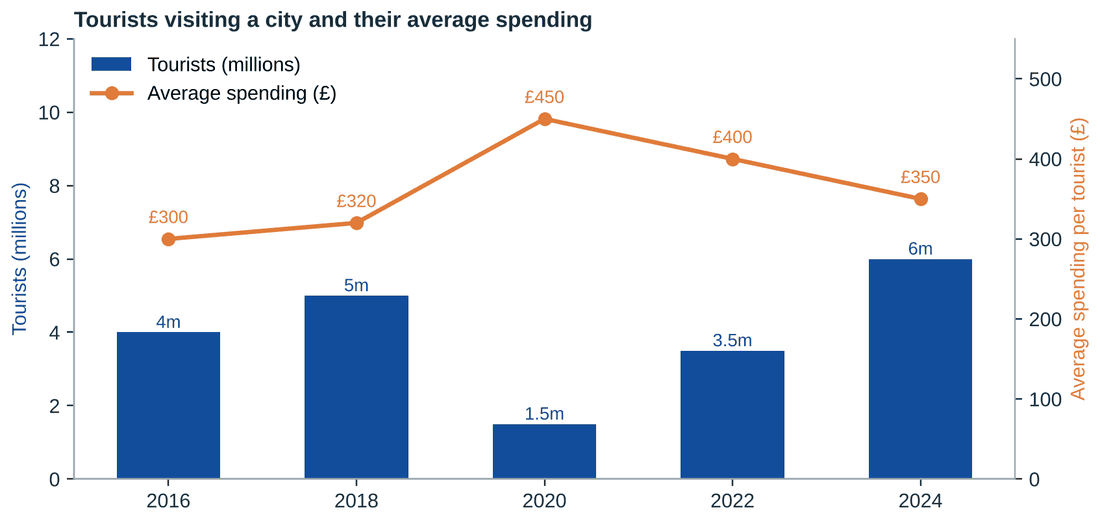 Tourists visiting a city and their average spending
Tourists (millions)
Average spending (£)
12
10
8
6
4
2
0
Tourists (millions)
500
400
300
200
100
0
Average spending per tourist (£)
£300
£320
£450
£400
£350
4m
5m
1.5m
3.5m
6m
2016
2018
2020
2022
2024